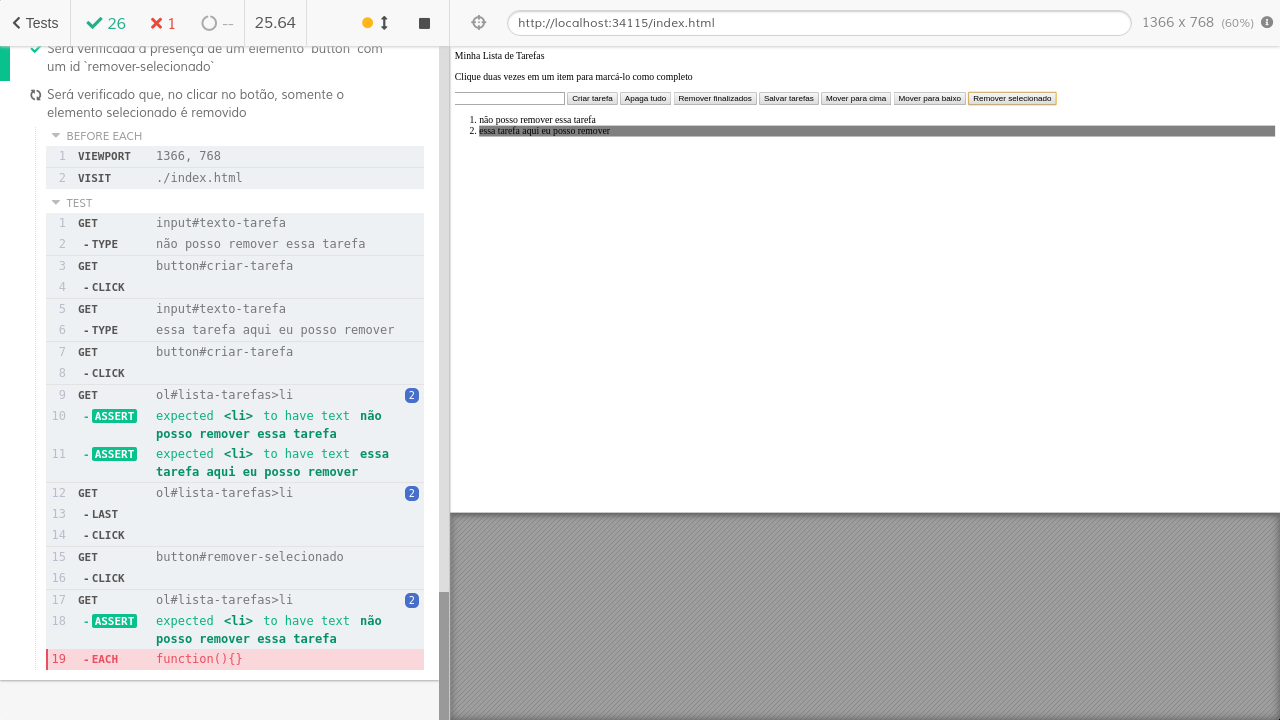 Tests 26 1 -- 25.64
http://localhost:34115/index.html 1366 x 768 (60%)
Será verificada a presença de um elemento `button` com
um id `remover-selecionado`
Será verificado que, no clicar no botão, somente o
elemento selecionado é removido
BEFORE EACH
1 VIEWPORT 1366, 768
2 VISIT ./index.html
TEST
1 GET input#texto-tarefa
2 -TYPE não posso remover essa tarefa
3 GET button#criar-tarefa
4 -CLICK
5 GET input#texto-tarefa
6 -TYPE essa tarefa aqui eu posso remover
7 GET button#criar-tarefa
8 -CLICK
9 GET ol#lista-tarefas>li 2
10 -ASSERT expected <li> to have text não
posso remover essa tarefa
11 -ASSERT expected <li> to have text essa
tarefa aqui eu posso remover
12 GET ol#lista-tarefas>li 2
13 -LAST
14 -CLICK
15 GET button#remover-selecionado
16 -CLICK
17 GET ol#lista-tarefas>li 2
18 -ASSERT expected <li> to have text não
posso remover essa tarefa
19 -EACH function(){}
Minha Lista de Tarefas
Clique duas vezes em um item para marcá-lo como completo
Criar tarefa Apaga tudo Remover finalizados Salvar tarefas Mover para cima Mover para baixo Remover selecionado
1. não posso remover essa tarefa
2. essa tarefa aqui eu posso remover